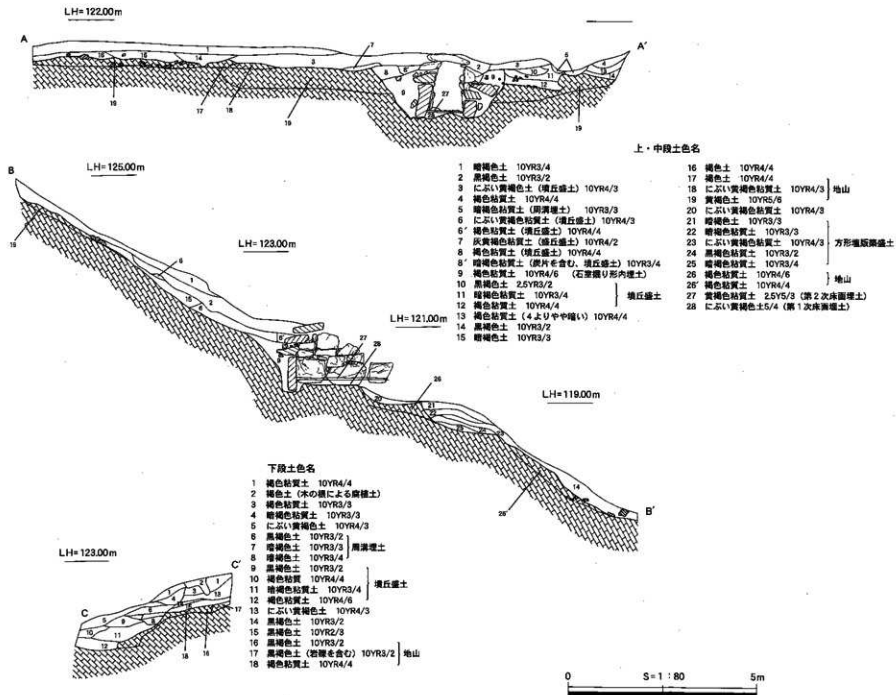 LH=122.00m
A
A'
LH=125.00m
B
LH=123.00m
LH=121.00m
LH=119.00m
B'
上・中段土色名
1 暗褐色土 10YR3/4
2 黒褐色土 10YR3/2
3 にぶい黄褐色土（墳丘盛土）10YR4/3
4 褐色粘質土 10YR4/4
5 暗褐色粘質土（周溝埋土） 10YR3/3
6 にぶい黄褐色粘質土（墳丘盛土）10YR4/3
6' 褐色粘質土（墳丘盛土）10YR4/4
7 灰黄褐色粘質土（盛丘盛土）10YR4/2
8 褐色粘質土（墳丘盛土）10YR4/4
8' 暗褐色粘質土（炭片を含む、墳丘盛土）10YR3/4
9 褐色粘質土 10YR4/6 （石室掘り形内埋土）
10 黒褐色土 2.5Y3/2
11 暗褐色粘質土 10YR3/4
12 褐色粘質土 10YR4/4
墳丘盛土
13 褐色粘質土（4よりやや暗い）10YR4/4
14 黒褐色土 10YR3/2
15 暗褐色土 10YR3/3
16 褐色土 10YR4/4
17 褐色土 10YR4/4
18 にぶい黄褐色粘質土 10YR4/3
19 黄褐色土 10YR5/6
地山
20 にぶい黄褐色粘質土 10YR4/3
21 暗褐色土 10YR3/3
22 暗褐色粘質土 10YR3/3
23 にぶい黄褐色粘質土 10YR4/3
24 黒褐色粘質土 10YR3/2
25 暗褐色粘質土 10YR3/4
方形壇版築盛土
26 褐色粘質土 10YR4/6
26' 褐色粘質土 10YR4/4
地山
27 黄褐色粘質土 2.5Y5/3（第2次床面埋土）
28 にぶい黄褐色土5/4（第1次床面埋土）
下段土色名
1 褐色粘質土 10YR4/4
2 褐色土（木の根による腐植土）
3 褐色粘質土 10YR3/3
4 暗褐色粘質土 10YR3/3
5 にぶい黄褐色土 10YR4/3
6 黒褐色土 10YR3/2
7 暗褐色土 10YR3/3
8 暗褐色土 10YR3/4
周溝埋土
9 黒褐色土 10YR3/2
10 褐色粘質 10YR4/4
11 暗褐色粘質土 10YR3/4
墳丘盛土
12 褐色粘質土 10YR4/6
13 にぶい黄褐色土 10YR4/3
14 黒褐色土 10YR3/2
15 黒褐色土 10YR2/3
16 黒褐色土 10YR3/2
17 黒褐色土（岩礫を含む）10YR3/2
18 褐色粘質土 10YR4/4
地山
LH=123.00m
C
C'
0 S=1:80 5m